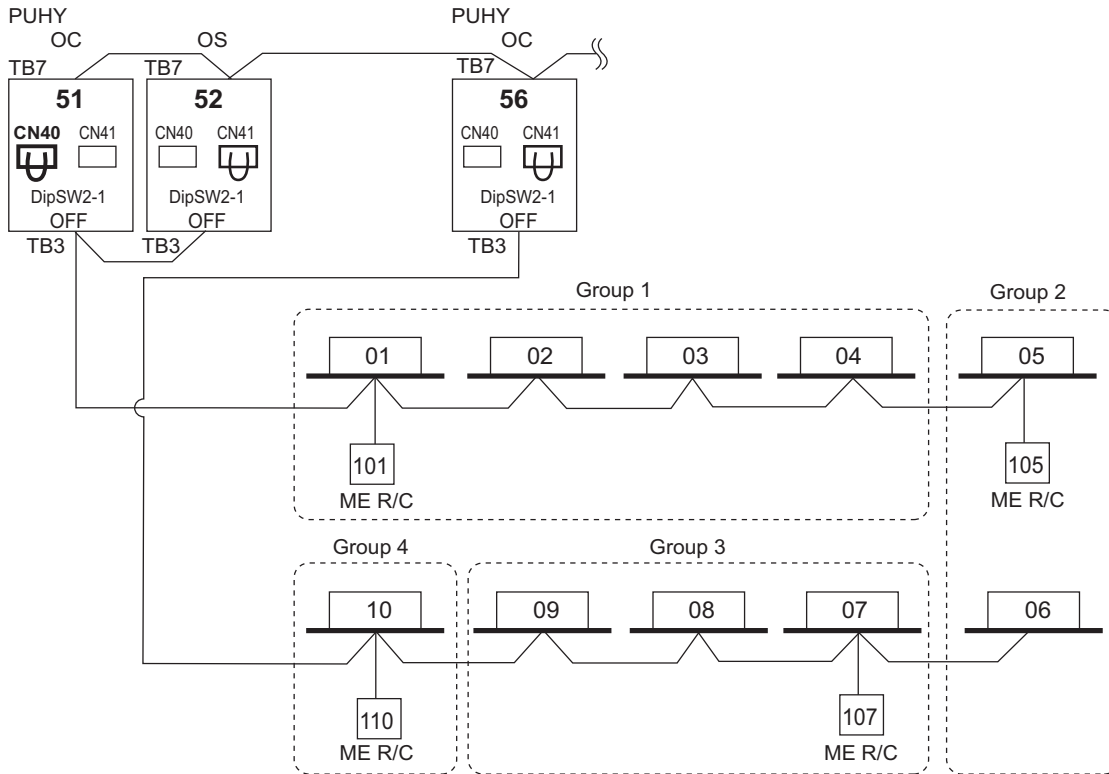 PUHY PUHY
OC OS OC
TB7 TB7 TB7
51 52 56
CN40 CN41 CN40 CN41 CN40 CN41
DipSW2-1 DipSW2-1 DipSW2-1
OFF OFF OFF
TB3 TB3 TB3
Group 1 Group 2
01 02 03 04 05
101 105
ME R/C ME R/C
Group 4 Group 3
10 09 08 07 06
110 107
ME R/C ME R/C